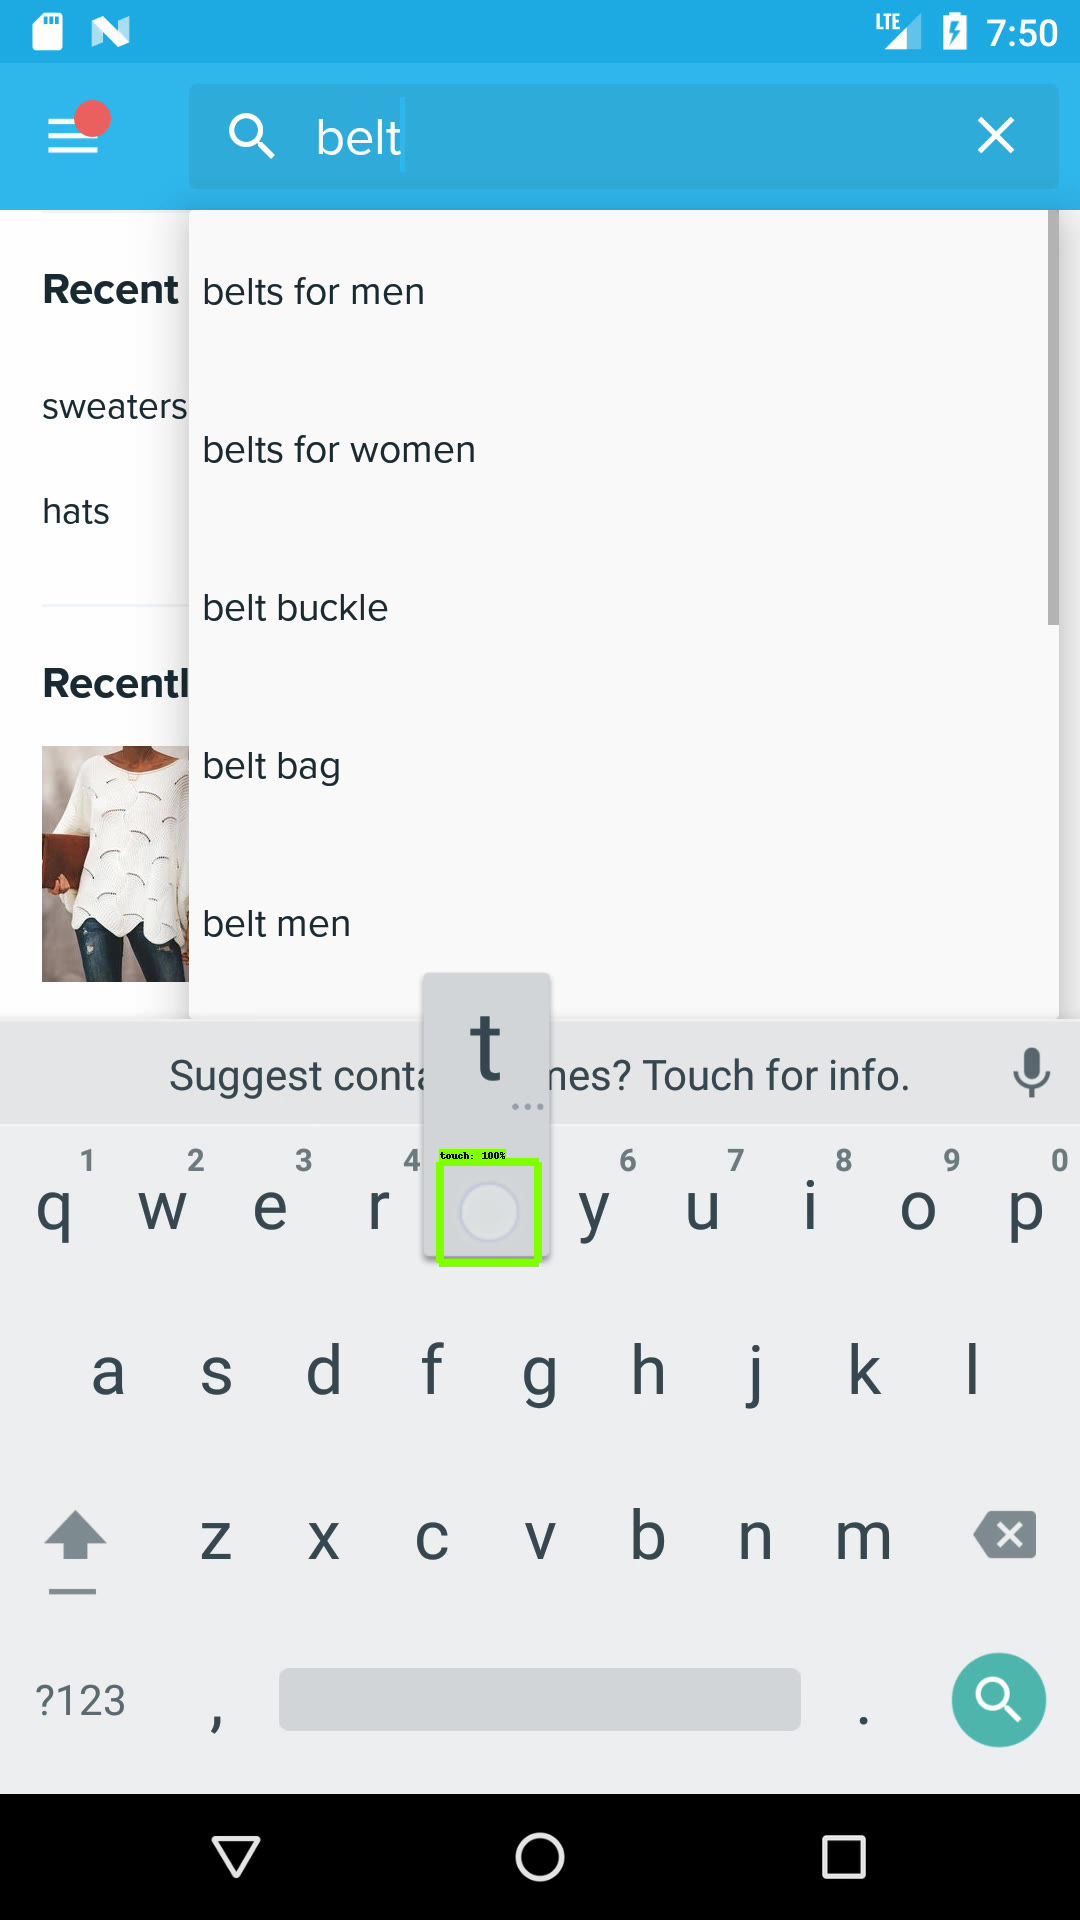 LTE 7:50
belt
Recent
belts for men
sweaters
belts for women
hats
belt buckle
Recentl
belt bag
belt men
t
Suggest conta mes? Touch for info.
touch: 100%
1 2 3 4 6 7 8 9 0
q w e r y u i o p
a s d f g h j k l
z x c v b n m
?123 , .